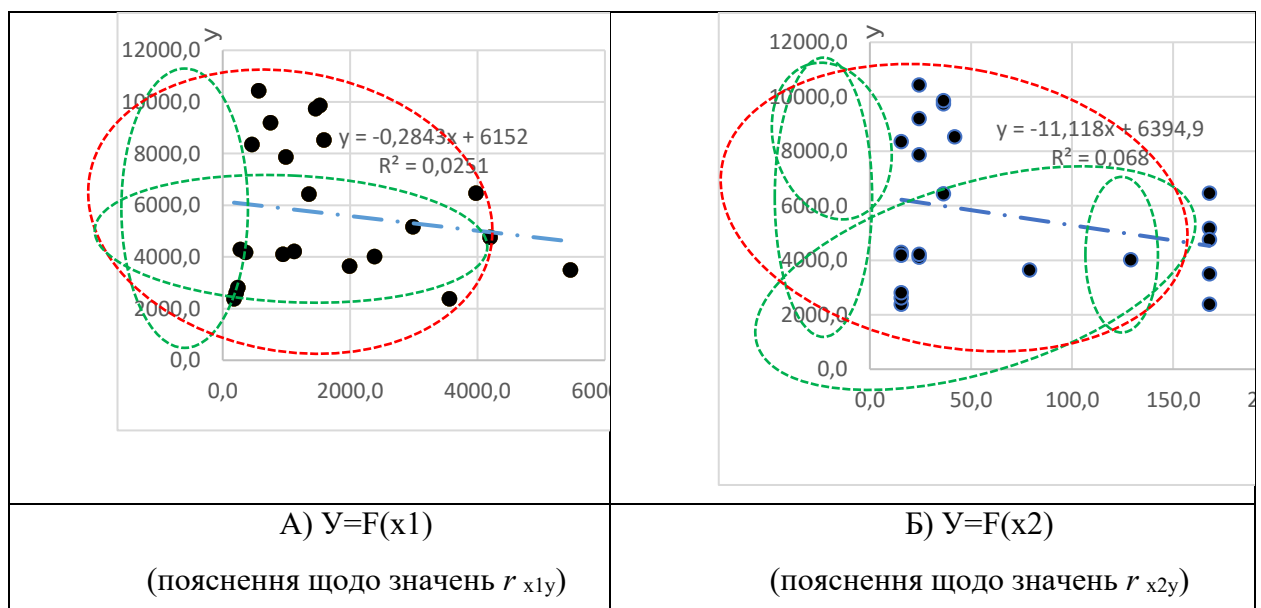 y
12000,0
10000,0
8000,0
6000,0
4000,0
2000,0
0,0
y = -0,2843x + 6152
R² = 0,0251
0,0 2000,0 4000,0 6000
y
12000,0
10000,0
8000,0
6000,0
4000,0
2000,0
0,0
y = -11,118x + 6394,9
R² = 0,068
0,0 50,0 100,0 150,0 2
А) У=F(x1)
(пояснення щодо значень r x1y)
Б) У=F(x2)
(пояснення щодо значень r x2y)